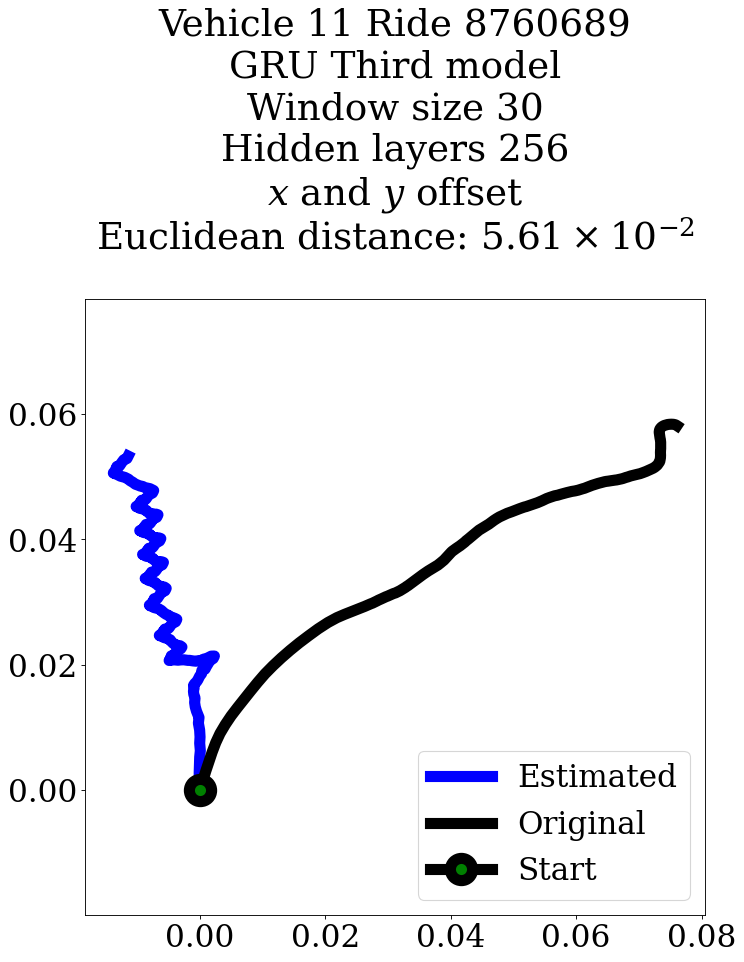 Vehicle 11 Ride 8760689
GRU Third model
Window size 30
Hidden layers 256
x and y offset
Euclidean distance: 5.61 × 10⁻²
0.06
0.04
0.02
0.00
Estimated
Original
Start
0.00 0.02 0.04 0.06 0.08